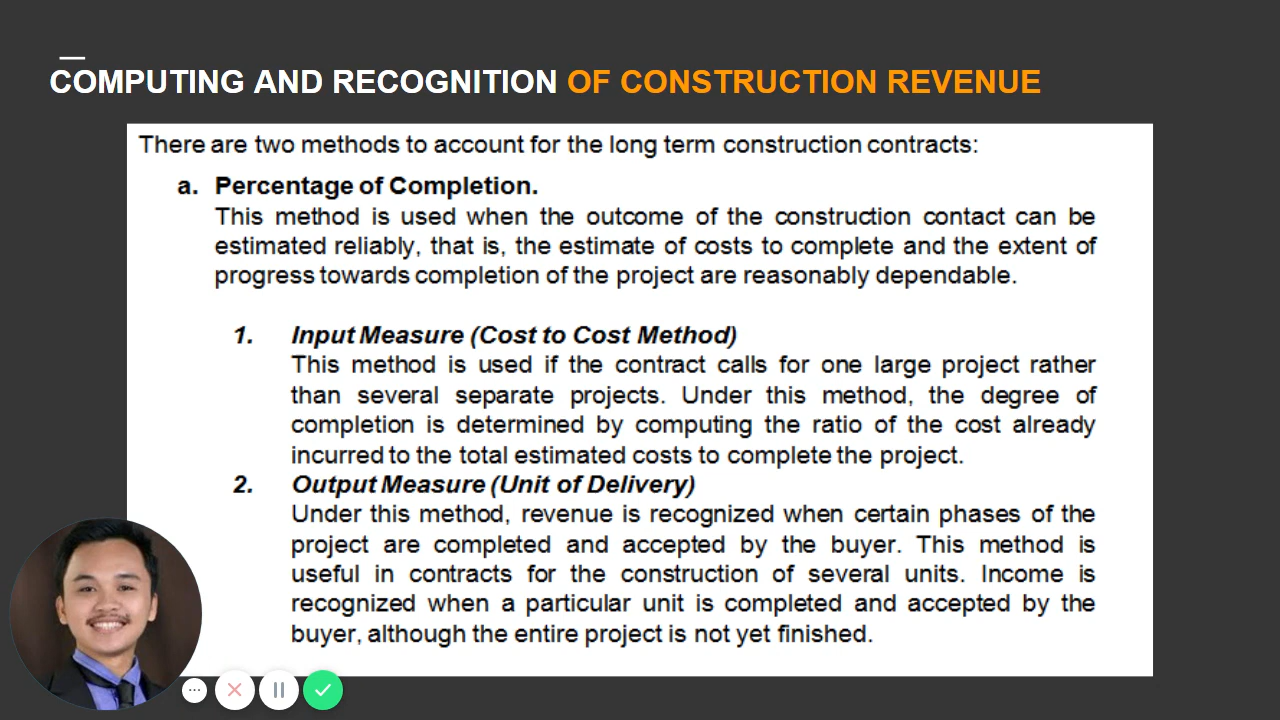 COMPUTING AND RECOGNITION OF CONSTRUCTION REVENUE
There are two methods to account for the long term construction contracts:
a. Percentage of Completion.
This method is used when the outcome of the construction contact can be
estimated reliably, that is, the estimate of costs to complete and the extent of
progress towards completion of the project are reasonably dependable.
1. Input Measure (Cost to Cost Method)
This method is used if the contract calls for one large project rather
than several separate projects. Under this method, the degree of
completion is determined by computing the ratio of the cost already
incurred to the total estimated costs to complete the project.
2. Output Measure (Unit of Delivery)
Under this method, revenue is recognized when certain phases of the
project are completed and accepted by the buyer. This method is
useful in contracts for the construction of several units. Income is
recognized when a particular unit is completed and accepted by the
buyer, although the entire project is not yet finished.